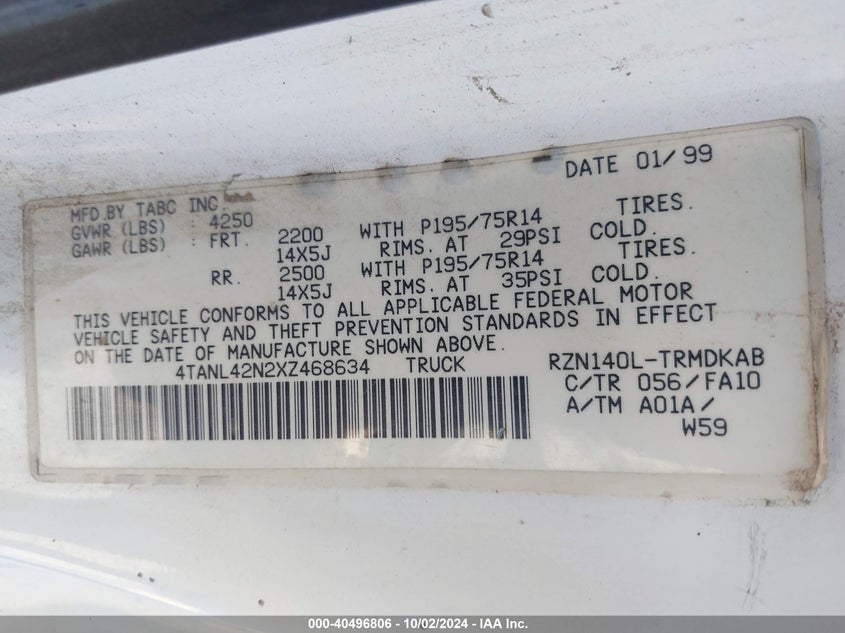 DATE 01/99
MFD.BY TABC INC.
GVWR (LBS) : 4250
GAWR (LBS) : FRT. 2200 WITH P195/75R14 TIRES.
14X5J RIMS. AT 29PSI COLD.
RR. 2500 WITH P195/75R14 TIRES.
14X5J RIMS. AT 35PSI COLD.
THIS VEHICLE CONFORMS TO ALL APPLICABLE FEDERAL MOTOR
VEHICLE SAFETY AND THEFT PREVENTION STANDARDS IN EFFECT
ON THE DATE OF MANUFACTURE SHOWN ABOVE.
4TANL42N2XZ468634 TRUCK RZN140L-TRMDKAB
C/TR 056/FA10
A/TM A01A/
W59
000-40496806 - 10/02/2024 - IAA Inc.